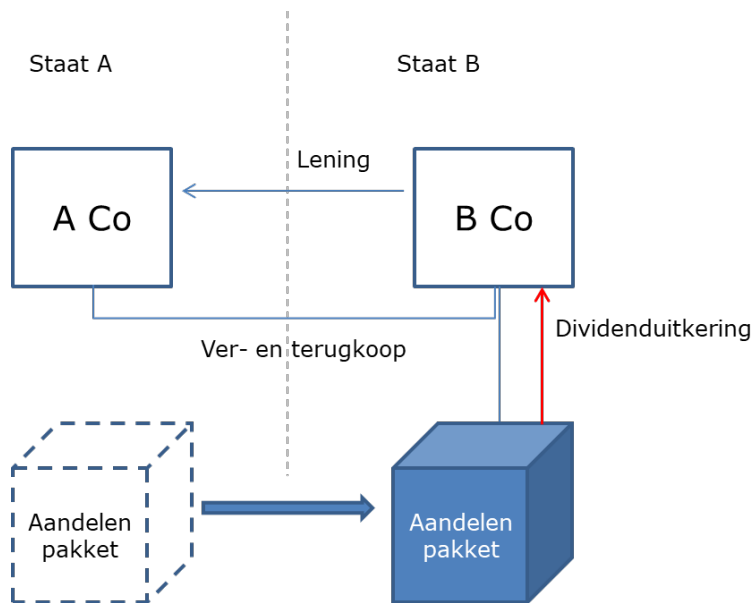 Staat A
Staat B
Lening
A Co
B Co
Dividenduitkering
Ver- en terugkoop
Aandelen
pakket
Aandelen
pakket